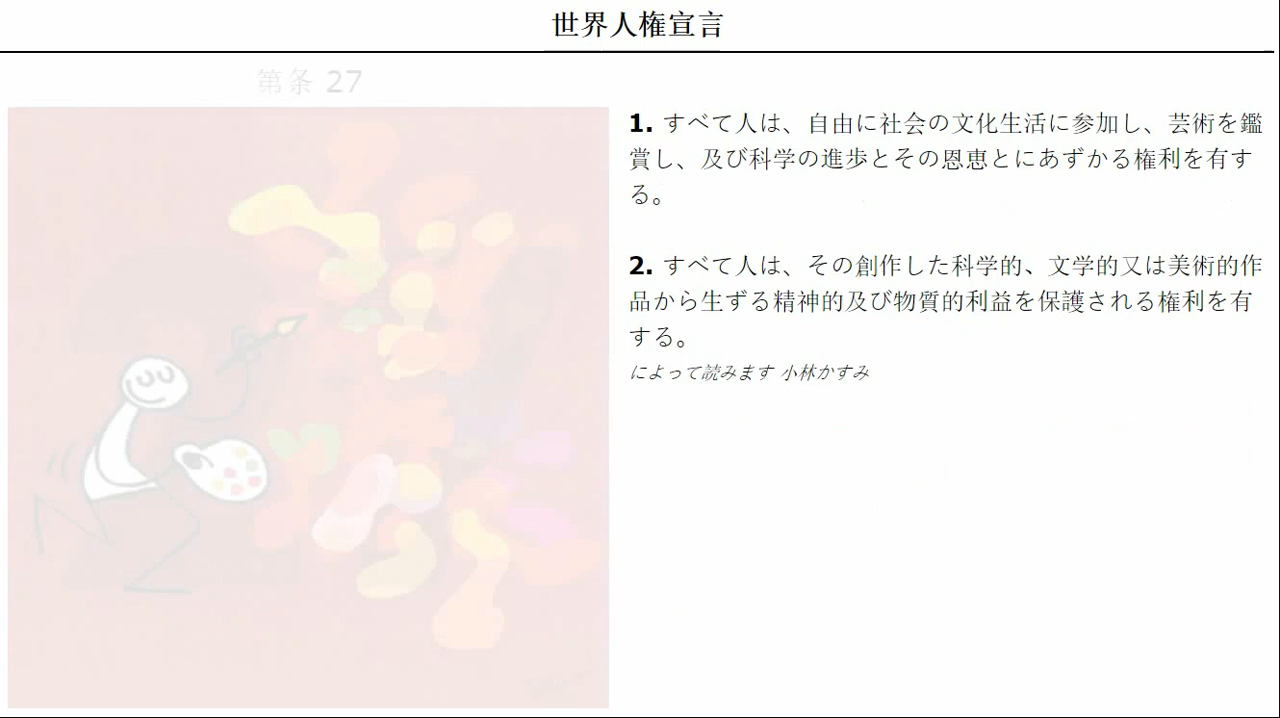 世界人権宣言
第条 27
1. すべて人は、自由に社会の文化生活に参加し、芸術を鑑
賞し、及び科学の進歩とその恩恵とにあずかる権利を有す
る。
2. すべて人は、その創作した科学的、文学的又は美術的作
品から生ずる精神的及び物質的利益を保護される権利を有
する。
によって読みます 小林かすみ